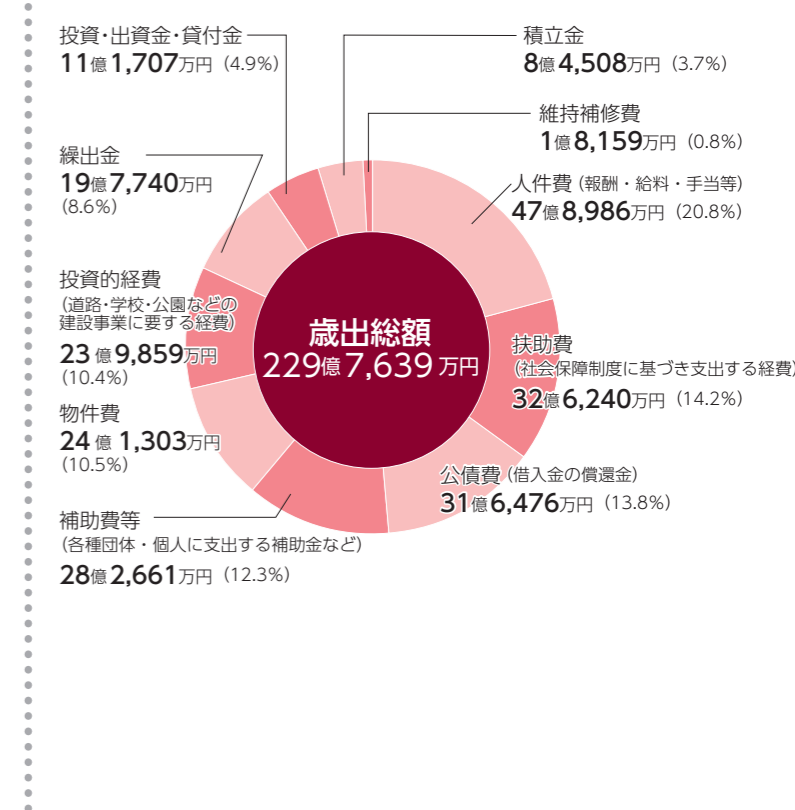 投資・出資金・貸付金
11億1,707万円（4.9%）
積立金
8億4,508万円（3.7%）
維持補修費
1億8,159万円（0.8%）
繰出金
19億7,740万円
（8.6%）
人件費（報酬・給料・手当等）
47億8,986万円（20.8%）
投資的経費
（道路・学校・公園などの
建設事業に要する経費）
23億9,859万円
（10.4%）
歳出総額
229億7,639万円
扶助費
（社会保障制度に基づき支出する経費）
32億6,240万円（14.2%）
物件費
24億1,303万円
（10.5%）
公債費（借入金の償還金）
31億6,476万円（13.8%）
補助費等
（各種団体・個人に支出する補助金など）
28億2,661万円（12.3%）